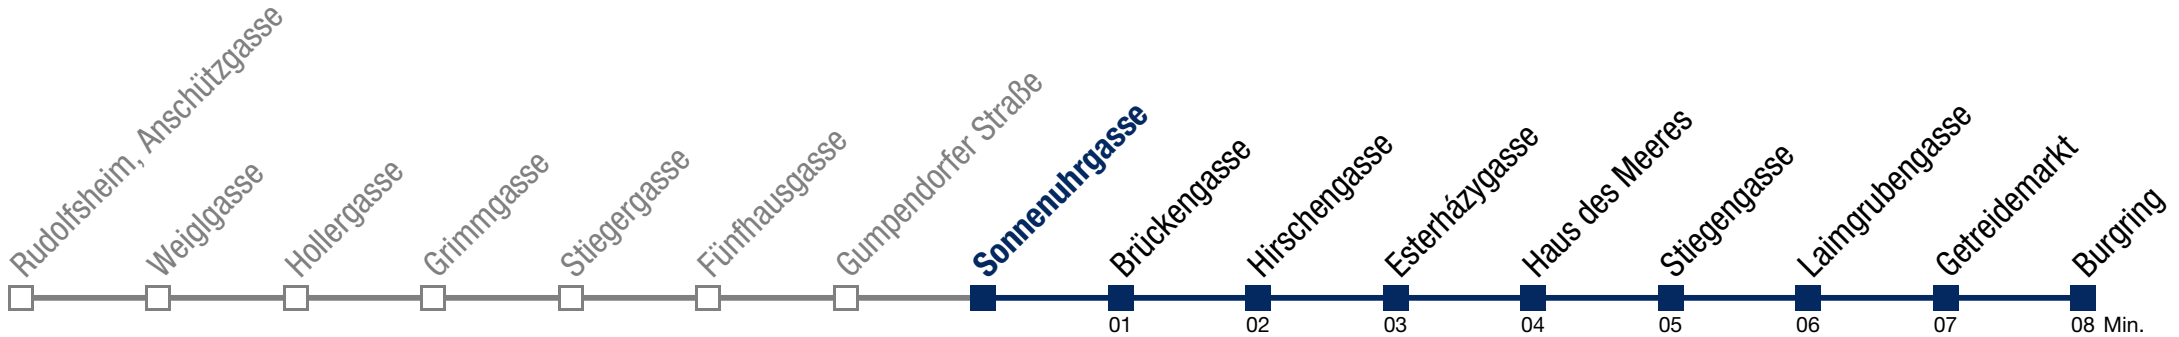 Rudolfsheim, Anschützgasse
Weiglgasse
Hollergasse
Grimmgasse
Stiegergasse
Fünfhausgasse
Gumpendorfer Straße
Sonnenuhrgasse
Brückengasse
Hirschengasse
Esterházygasse
Haus des Meeres
Stiegengasse
Laimgrubengasse
Getreidemarkt
Burgring
01 02 03 04 05 06 07 08 Min.